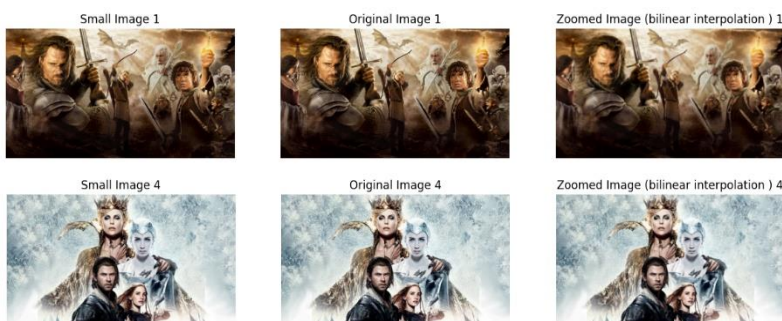 Small Image 1
Original Image 1
Zoomed Image (bilinear interpolation ) 1
Small Image 4
Original Image 4
Zoomed Image (bilinear interpolation ) 4